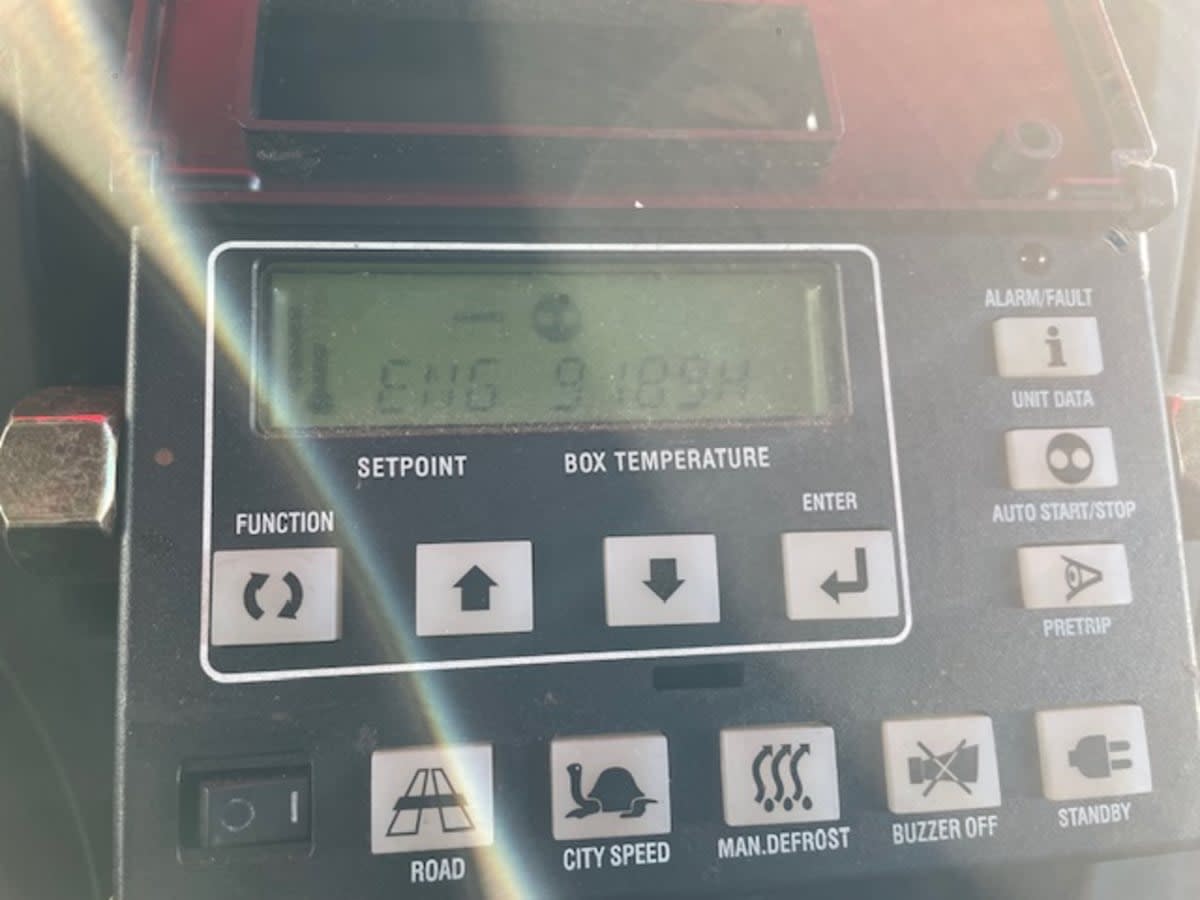 ENG 9189H
ALARM/FAULT
i
UNIT DATA
SETPOINT
BOX TEMPERATURE
AUTO START/STOP
FUNCTION
ENTER
PRETRIP
ROAD
CITY SPEED
MAN.DEFROST
BUZZER OFF
STANDBY